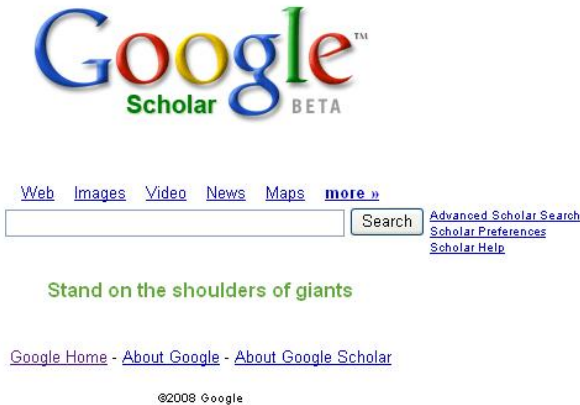 Google™
Scholar BETA
Web Images Video News Maps more »
Search
Advanced Scholar Search
Scholar Preferences
Scholar Help
Stand on the shoulders of giants
Google Home - About Google - About Google Scholar
©2008 Google